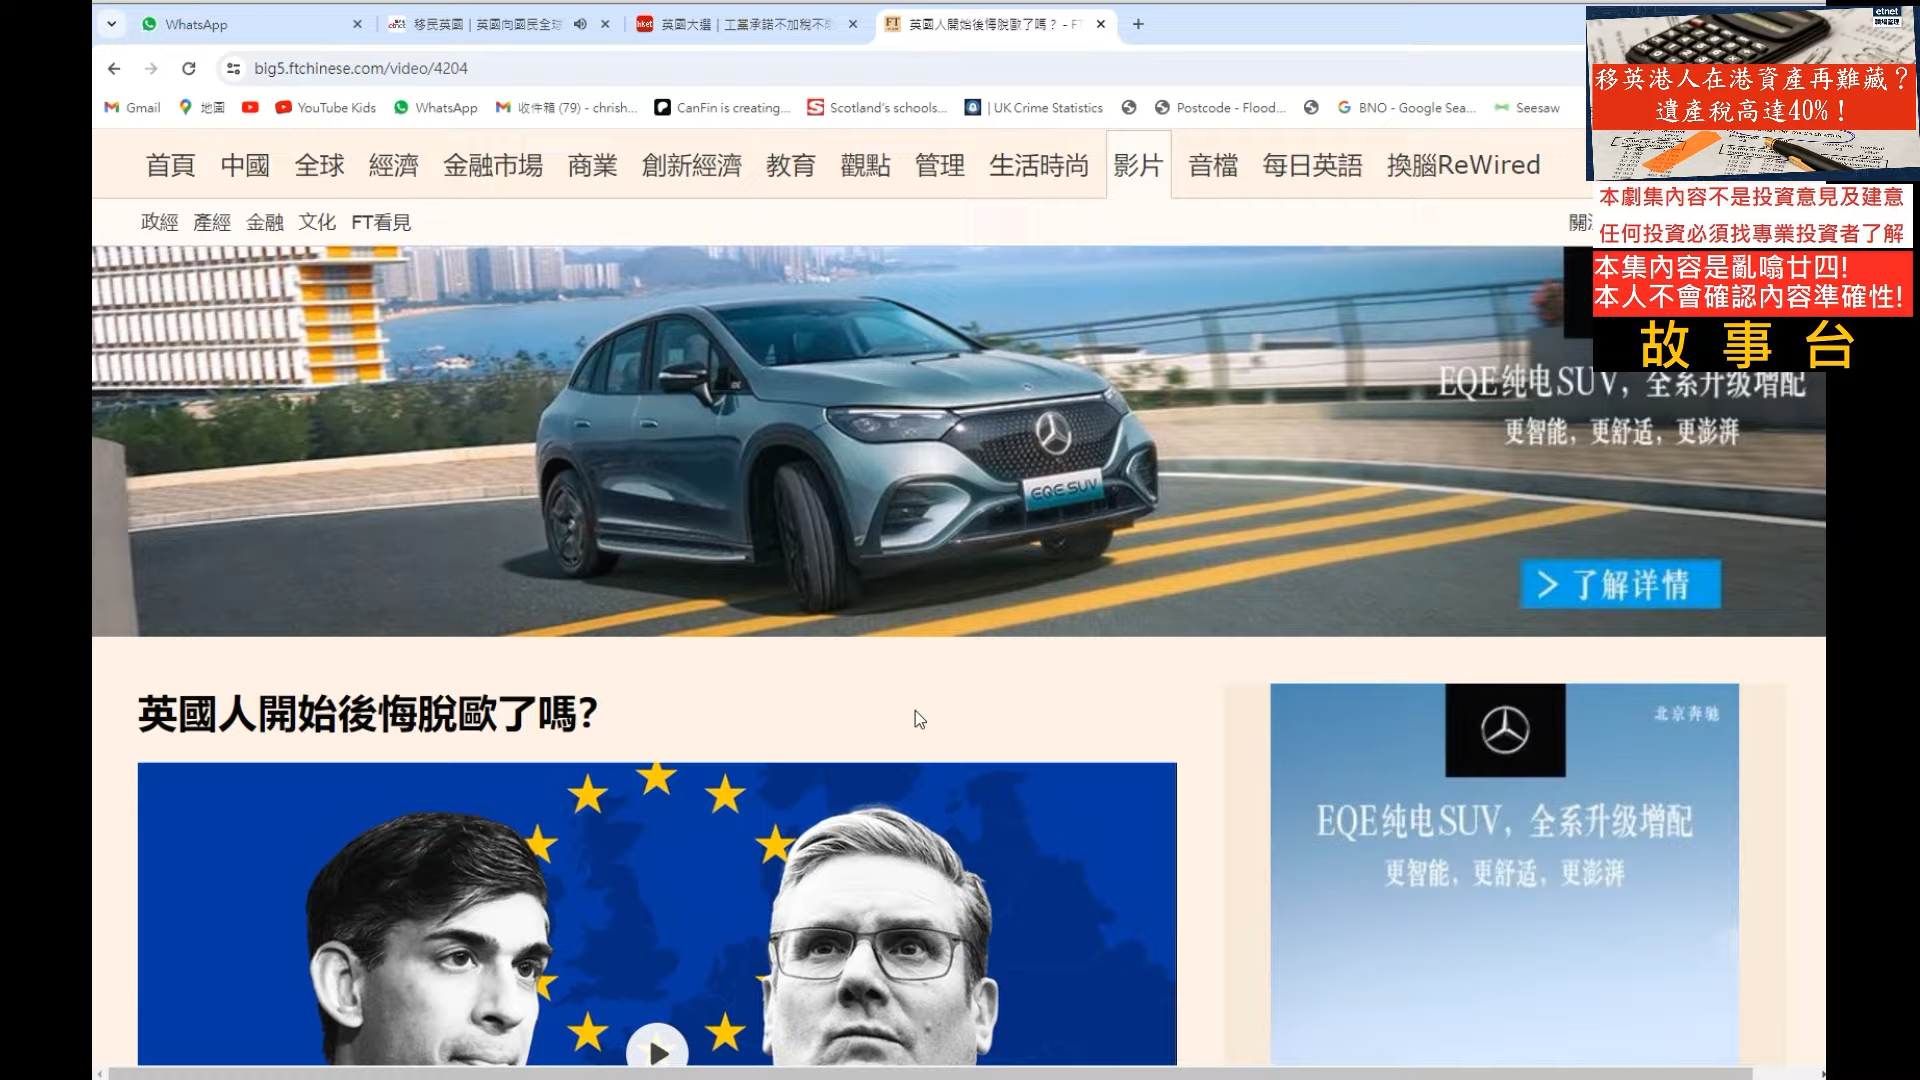 WhatsApp
移民英國 | 英國向國民全球
英國大選 | 工黨承諾不加稅不
英國人開始後悔脫歐了嗎？ - FT
big5.ftchinese.com/video/4204
Gmail
地圖
YouTube Kids
WhatsApp
收件箱 (79) - chrish...
CanFin is creating...
Scotland's schools...
| UK Crime Statistics
Postcode - Flood...
BNO - Google Sea...
Seesaw
首頁 中國 全球 經濟 金融市場 商業 創新經濟 教育 觀點 管理 生活時尚 影片 音檔 每日英語 換腦ReWired
政經 產經 金融 文化 FT看見
etnet
移英港人在港資產再難藏？
遺產稅高達40%！
本劇集內容不是投資意見及建意
任何投資必須找專業投資者了解
本集內容是亂噏廿四!
本人不會確認內容準確性!
故事台
EQE纯电SUV，全系升级增配
更智能，更舒适，更澎湃
EQE SUV
> 了解详情
英國人開始後悔脫歐了嗎？
北京奔驰
EQE纯电SUV，全系升级增配
更智能，更舒适，更澎湃